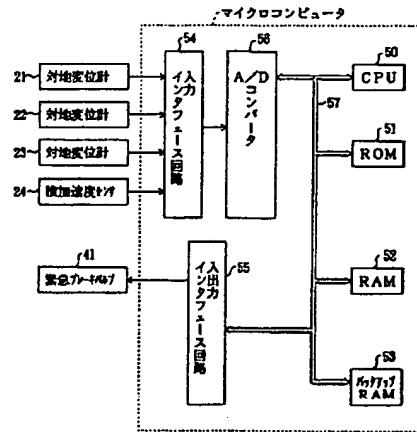 マイクロコンピュータ
54
56
50
21
対地変位計
22
対地変位計
23
対地変位計
24
横加速度センサ
入力
インタフェース回路
A/D
コンバータ
57
CPU
51
ROM
41
緊急ブレーキバルブ
入出力
インタフェース回路
55
52
RAM
53
バックアップ
RAM